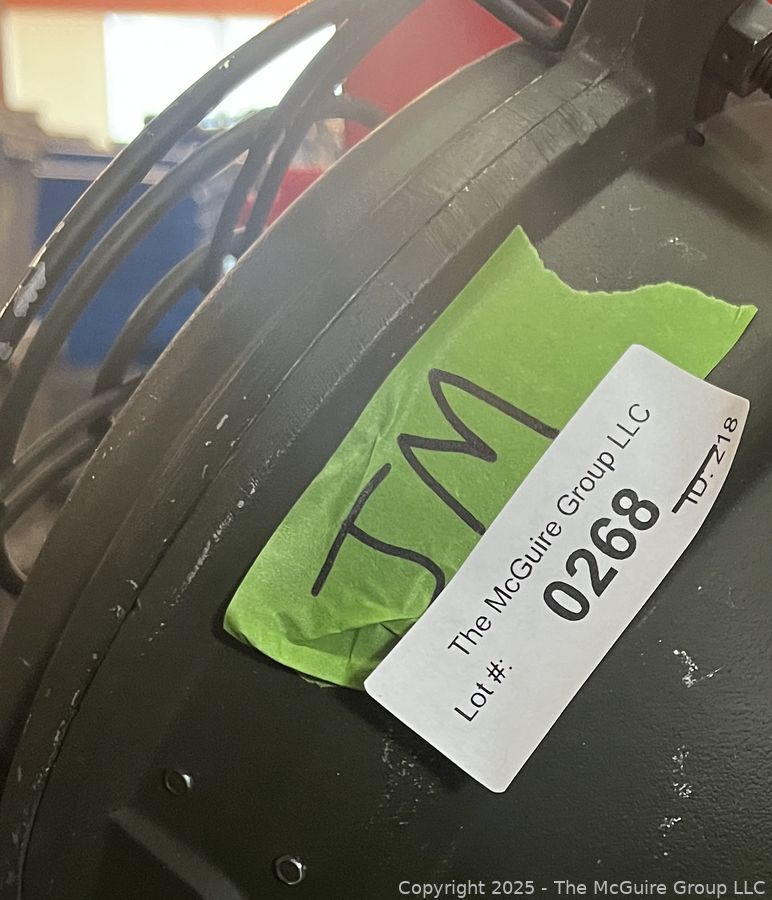 JM
The McGuire Group LLC
Lot #:
0268
ID: 218
Copyright 2025 - The McGuire Group LLC